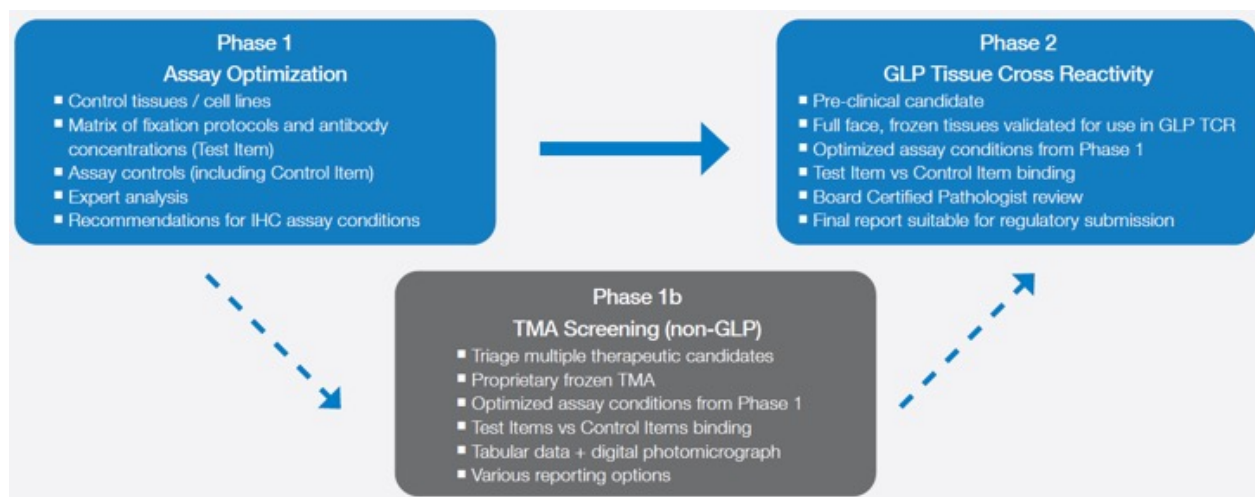 Phase 1
Assay Optimization
▪ Control tissues / cell lines
▪ Matrix of fixation protocols and antibody
concentrations (Test Item)
▪ Assay controls (including Control Item)
▪ Expert analysis
▪ Recommendations for IHC assay conditions
Phase 2
GLP Tissue Cross Reactivity
▪ Pre-clinical candidate
▪ Full face, frozen tissues validated for use in GLP TCR
▪ Optimized assay conditions from Phase 1
▪ Test Item vs Control Item binding
▪ Board Certified Pathologist review
▪ Final report suitable for regulatory submission
Phase 1b
TMA Screening (non-GLP)
▪ Triage multiple therapeutic candidates
▪ Proprietary frozen TMA
▪ Optimized assay conditions from Phase 1
▪ Test Items vs Control Items binding
▪ Tabular data + digital photomicrograph
▪ Various reporting options